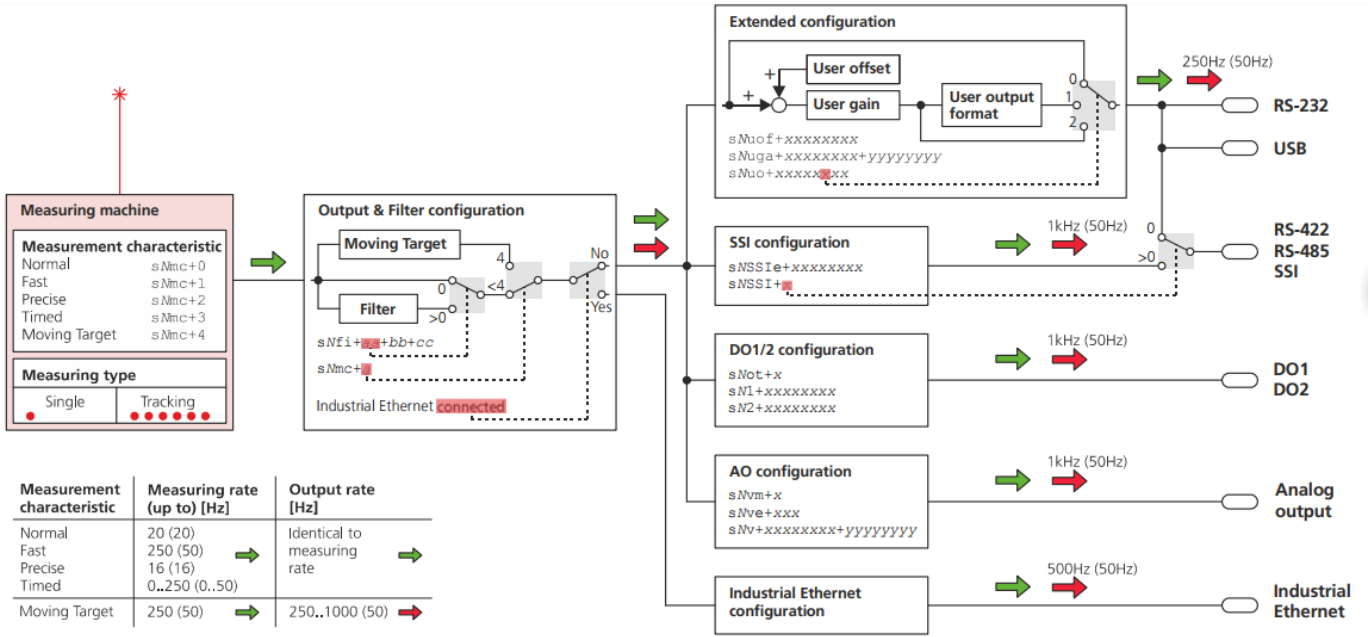 Extended configuration
User offset
+
+
User gain
User output
format
0
1
2
sNuof+xxxxxxxx
sNuga+xxxxxxxx+yyyyyyyy
sNuo+xxxxxxxx
250Hz (50Hz)
RS-232
USB
Measuring machine
Measurement characteristic
Normal sNmc+0
Fast sNmc+1
Precise sNmc+2
Timed sNmc+3
Moving Target sNmc+4
Measuring type
Single
Tracking
Output & Filter configuration
Moving Target
Filter
4
0
<4
>0
No
Yes
sNfi+aa+bb+cc
sNmc+a
Industrial Ethernet connected
SSI configuration
sNSSIe+xxxxxxxx
sNSSI+x
1kHz (50Hz)
0
>0
RS-422
RS-485
SSI
DO1/2 configuration
sNot+x
sN1+xxxxxxxx
sN2+xxxxxxxx
1kHz (50Hz)
DO1
DO2
AO configuration
sNvm+x
sNve+xxx
sNv+xxxxxxxx+yyyyyyyy
1kHz (50Hz)
Analog
output
Industrial Ethernet
configuration
500Hz (50Hz)
Industrial
Ethernet
Measurement characteristic Measuring rate (up to) [Hz] Output rate [Hz]
Normal 20 (20) Identical to
Fast 250 (50) measuring
Precise 16 (16) rate
Timed 0..250 (0..50)
Moving Target 250 (50) 250..1000 (50)